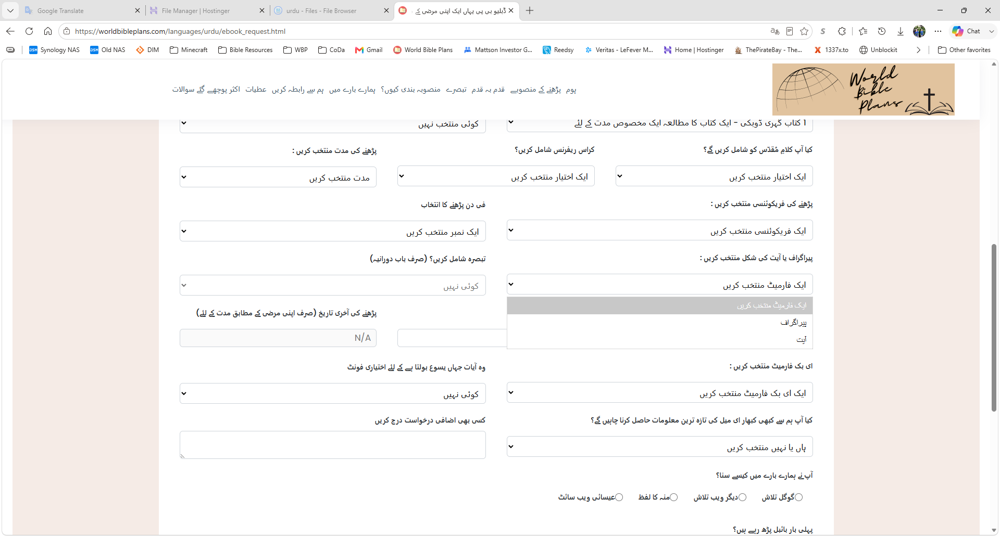 Google Translate
File Manager | Hostinger
urdu - Files - File Browser
ڈبلیو بی پی یہاں ایک اپنی مرضی کے
https://worldbibleplans.com/languages/urdu/ebook_request.html
Chat
Synology NAS
Old NAS
DIM
Minecraft
Bible Resources
WBP
CoDa
Gmail
World Bible Plans
Mattson Investor G...
Reedsy
Veritas - LeFever M...
Home | Hostinger
ThePirateBay - The...
1337x.to
Unblockit
Other favorites
World
Bible
Plans
ہوم پڑھنے کے منصوبے قدم بہ قدم تبصرے منصوبہ بندی کیوں؟ ہمارے بارے میں ہم سے رابطہ کریں عطیات اکثر پوچھے گئے سوالات
1 کتاب گہری ڈوبکی - ایک کتاب کا مطالعہ ایک مخصوص مدت کے لئے
کوئی منتخب نہیں
کیا آپ کلامِ مُقدّس کو شامل کریں گے؟
کراس ریفرنس شامل کریں؟
پڑھنے کی مدت منتخب کریں :
ایک اختیار منتخب کریں
ایک اختیار منتخب کریں
مدت منتخب کریں
پڑھنے کی فریکوئنسی منتخب کریں :
فی دن پڑھنے کا انتخاب
ایک فریکوئنسی منتخب کریں
ایک نمبر منتخب کریں
پیراگراف یا آیت کی شکل منتخب کریں :
تبصرہ شامل کریں؟ (صرف باب دورانیہ)
ایک فارمیٹ منتخب کریں
کوئی نہیں
ایک فارمیٹ منتخب کریں
پیراگراف
آیت
پڑھنے کی آخری تاریخ (صرف اپنی مرضی کے مطابق مدت کے لئے)
N/A
ای بک فارمیٹ منتخب کریں :
وہ آیات جہاں یسوع بولتا ہے کے لئے اختیاری فونٹ
ایک ای بک فارمیٹ منتخب کریں
کوئی نہیں
کیا آپ ہم سے کبھی کبھار ای میل کی تازہ ترین معلومات حاصل کرنا چاہیں گے؟
کسی بھی اضافی درخواست درج کریں
ہاں یا نہیں منتخب کریں
آپ نے ہمارے بارے میں کیسے سنا؟
گوگل تلاش
دیگر ویب تلاش
منہ کا لفظ
عیسائی ویب سائٹ
پہلی بار بائبل پڑھ رہے ہیں؟